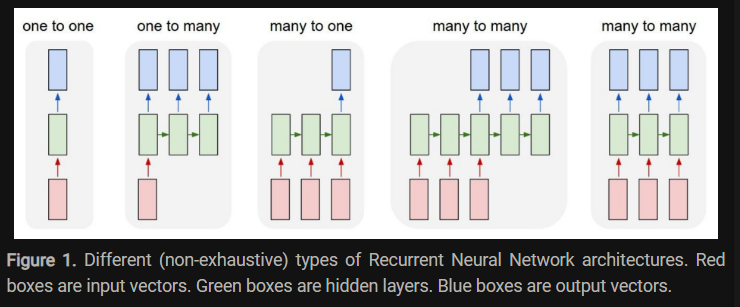 one to one
one to many
many to one
many to many
many to many
Figure 1. Different (non-exhaustive) types of Recurrent Neural Network architectures. Red
boxes are input vectors. Green boxes are hidden layers. Blue boxes are output vectors.